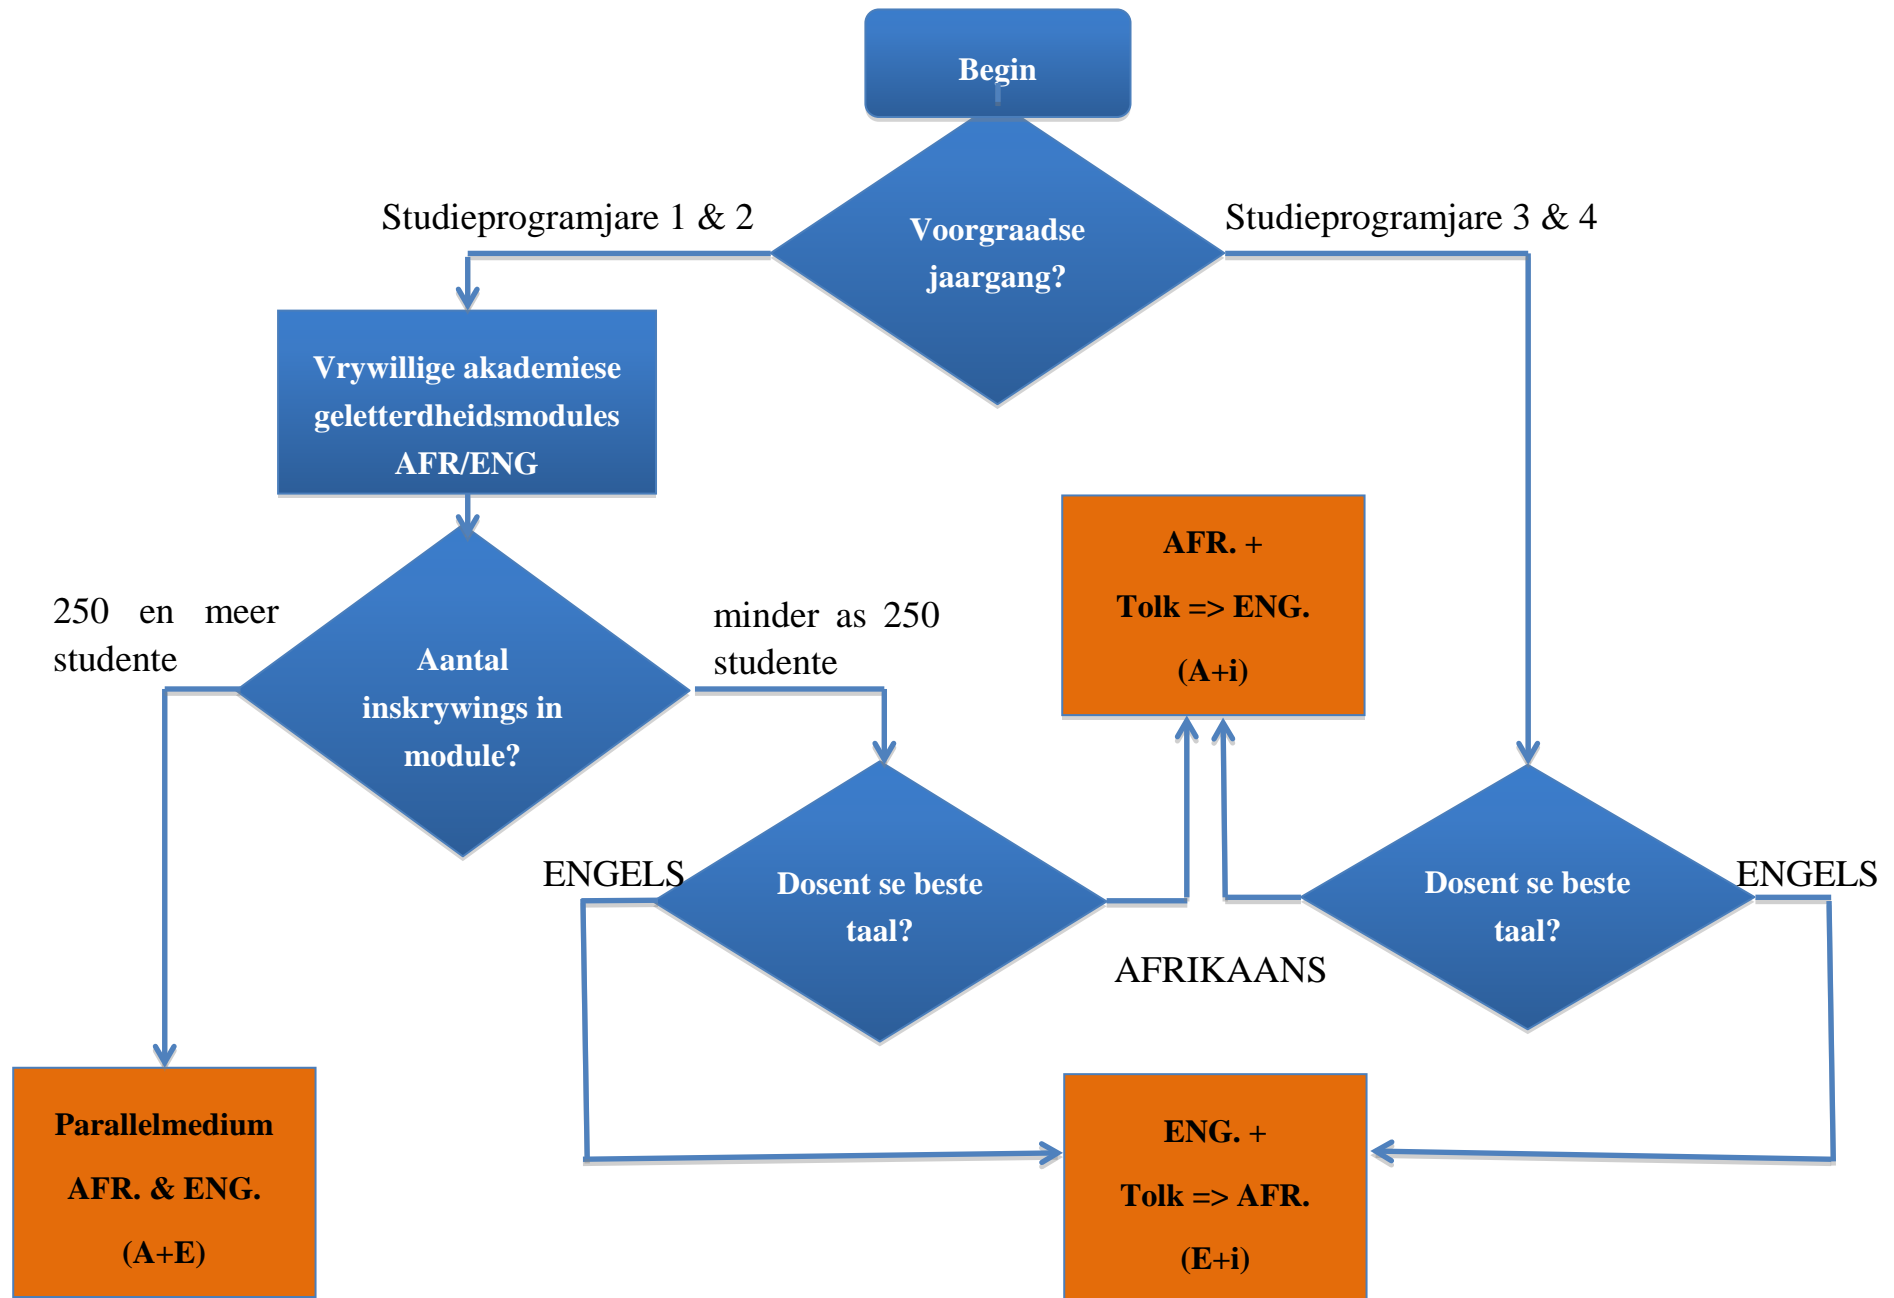 Begin
Studieprogramjare 1 & 2
Voorgraadse
jaargang?
Studieprogramjare 3 & 4
Vrywillige akademiese
geletterdheidsmodules
AFR/ENG
250 en meer
studente
Aantal
inskrywings in
module?
minder as 250
studente
AFR. +
Tolk => ENG.
(A+i)
ENGELS
Dosent se beste
taal?
AFRIKAANS
Dosent se beste
taal?
ENGELS
Parallelmedium
AFR. & ENG.
(A+E)
ENG. +
Tolk => AFR.
(E+i)